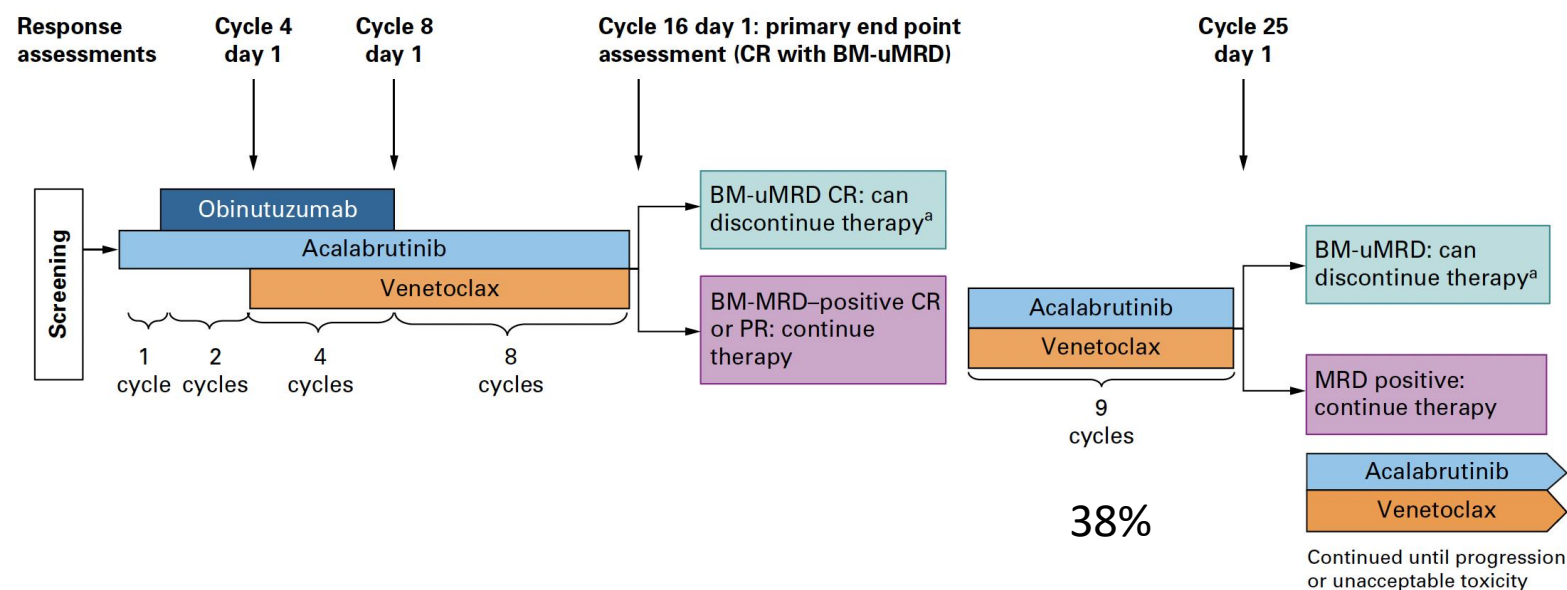 Response
assessments
Cycle 4
day 1
Cycle 8
day 1
Cycle 16 day 1: primary end point
assessment (CR with BM-uMRD)
Cycle 25
day 1
Screening
Obinutuzumab
Acalabrutinib
Venetoclax
1
cycle
2
cycles
4
cycles
8
cycles
BM-uMRD CR: can
discontinue therapyᵃ
BM-MRD–positive CR
or PR: continue
therapy
Acalabrutinib
Venetoclax
9
cycles
38%
BM-uMRD: can
discontinue therapyᵃ
MRD positive:
continue therapy
Acalabrutinib
Venetoclax
Continued until progression
or unacceptable toxicity